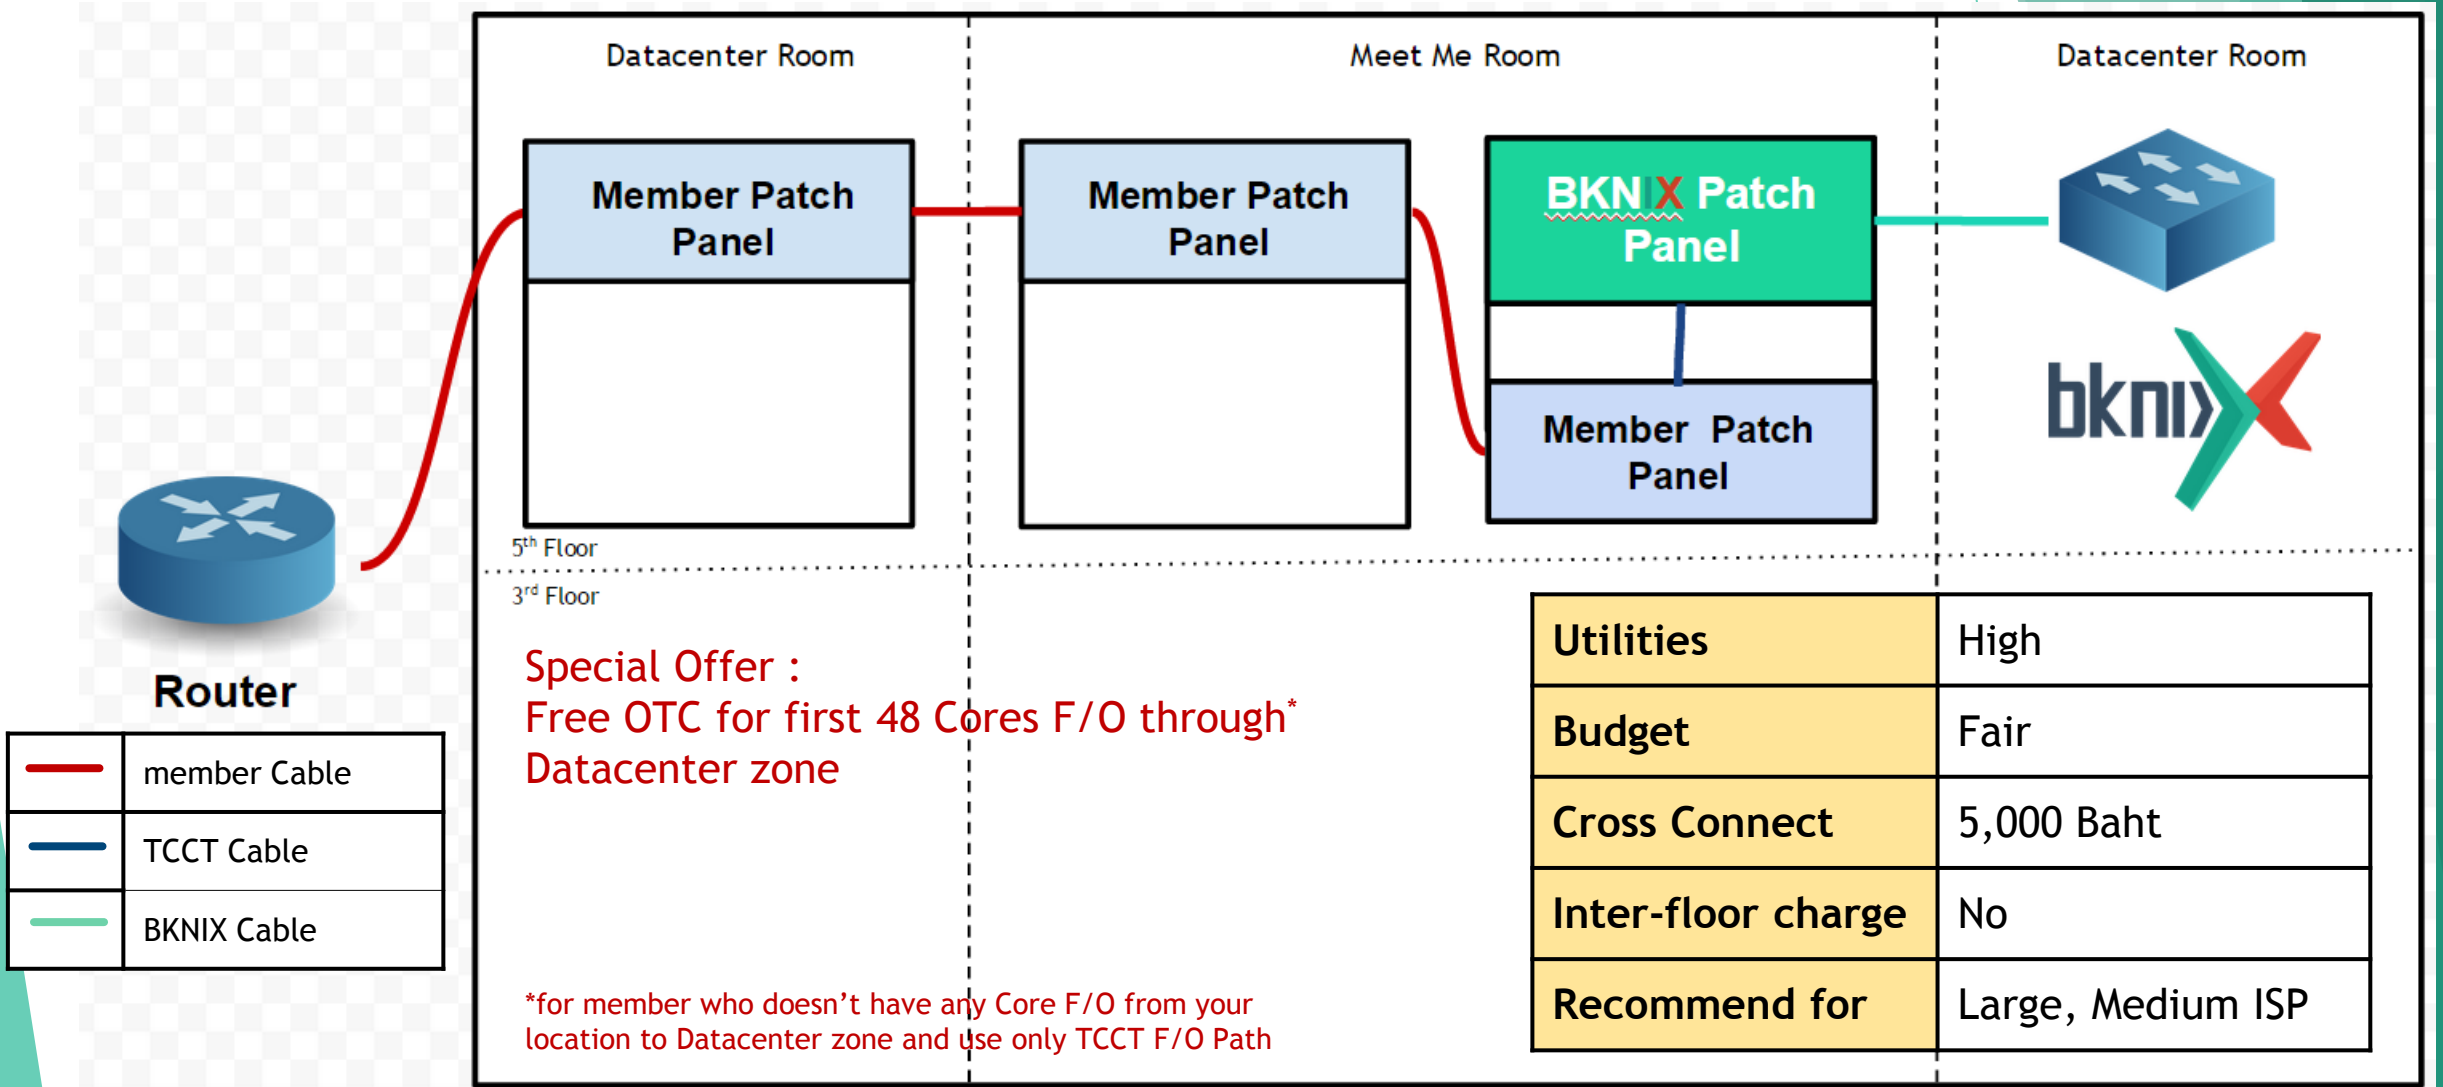 Datacenter Room
Meet Me Room
Datacenter Room
Member Patch
Panel
Member Patch
Panel
BKNIX Patch
Panel
Member  Patch
Panel
bknix
5th Floor
3rd Floor
Router
member Cable
TCCT Cable
BKNIX Cable
Special Offer :
Free OTC for first 48 Cores F/O through*
Datacenter zone
*for member who doesn’t have any Core F/O from your
location to Datacenter zone and use only TCCT F/O Path
Utilities High
Budget Fair
Cross Connect 5,000 Baht
Inter-floor charge No
Recommend for Large, Medium ISP